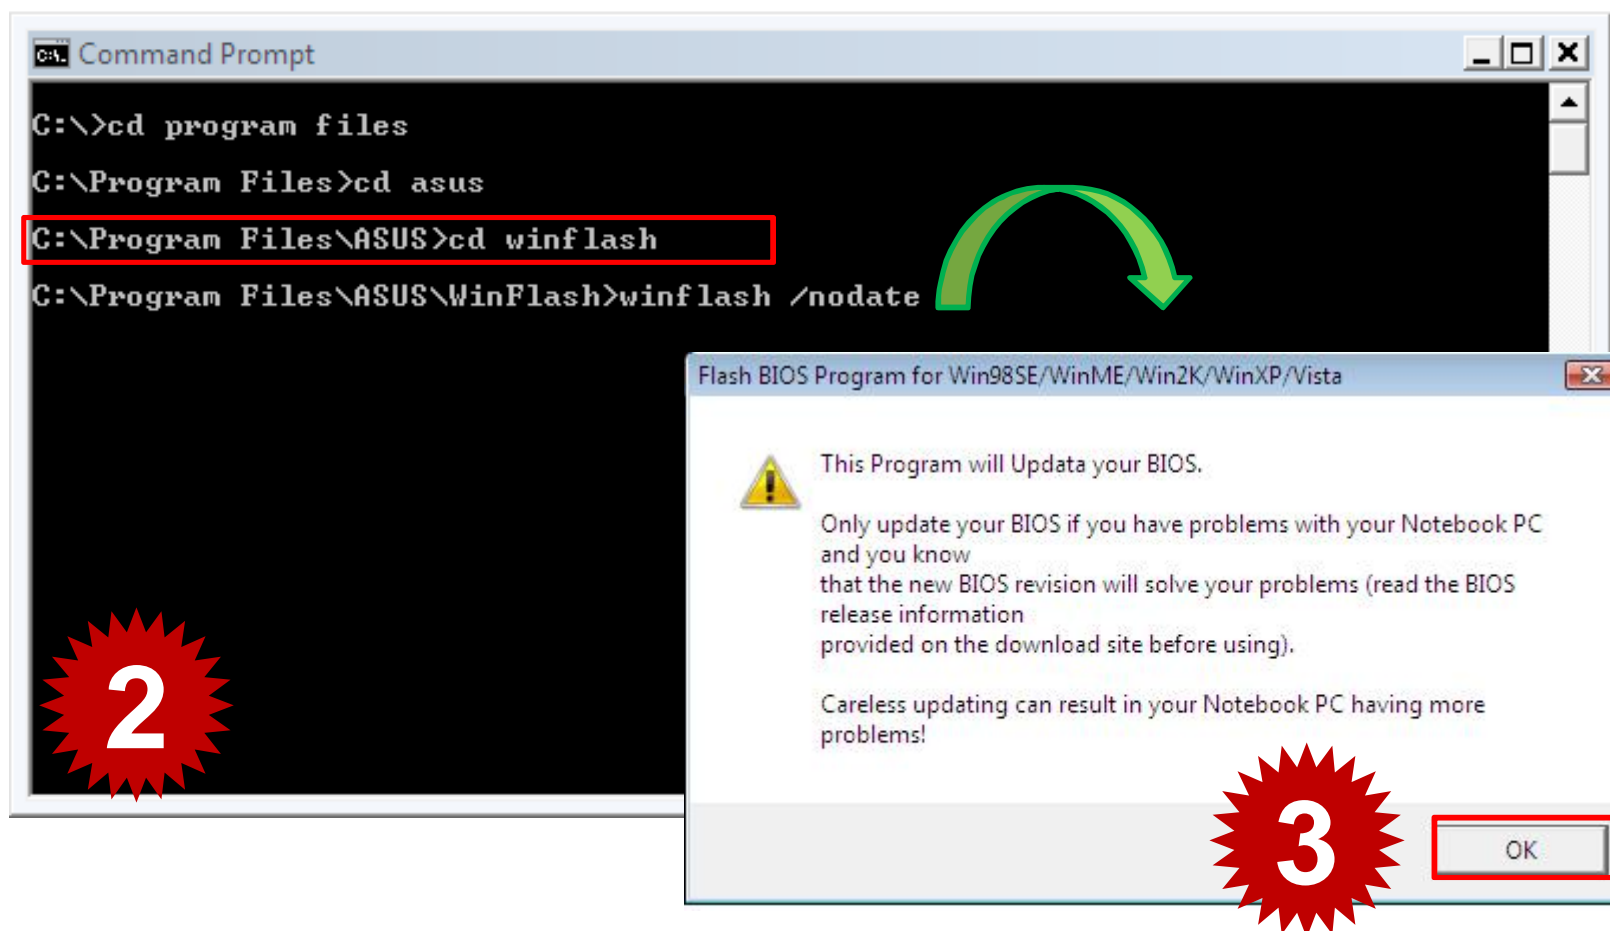 C:\. Command Prompt
C:\>cd program files
C:\Program Files>cd asus
C:\Program Files\ASUS>cd winflash
C:\Program Files\ASUS\WinFlash>winflash /nodate
Flash BIOS Program for Win98SE/WinME/Win2K/WinXP/Vista
This Program will Updata your BIOS.
Only update your BIOS if you have problems with your Notebook PC
and you know
that the new BIOS revision will solve your problems (read the BIOS
release information
provided on the download site before using).
Careless updating can result in your Notebook PC having more
problems!
2
3
OK